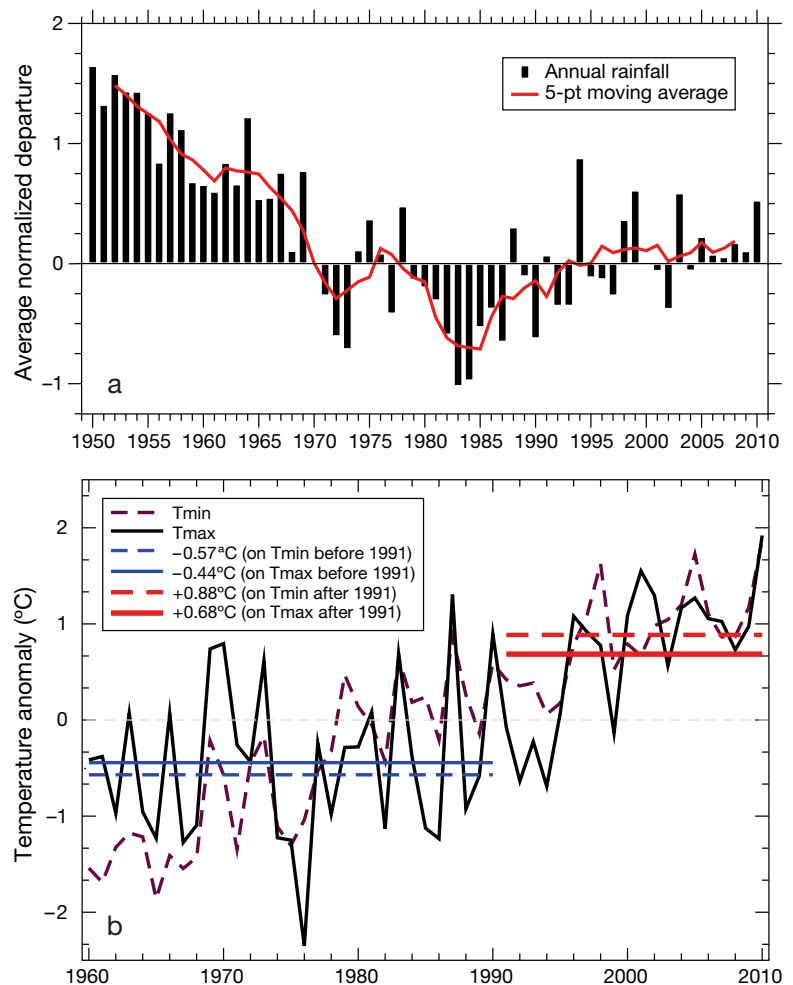 2
Annual rainfall
5-pt moving average
1
0
−1
Average normalized departure
a
1950 1955 1960 1965 1970 1975 1980 1985 1990 1995 2000 2005 2010
Tmin
Tmax
−0.57ªC (on Tmin before 1991)
−0.44ºC (on Tmax before 1991)
+0.88ºC (on Tmin after 1991)
+0.68ºC (on Tmax after 1991)
2
1
0
−1
−2
Temperature anomaly (ºC)
b
1960 1970 1980 1990 2000 2010